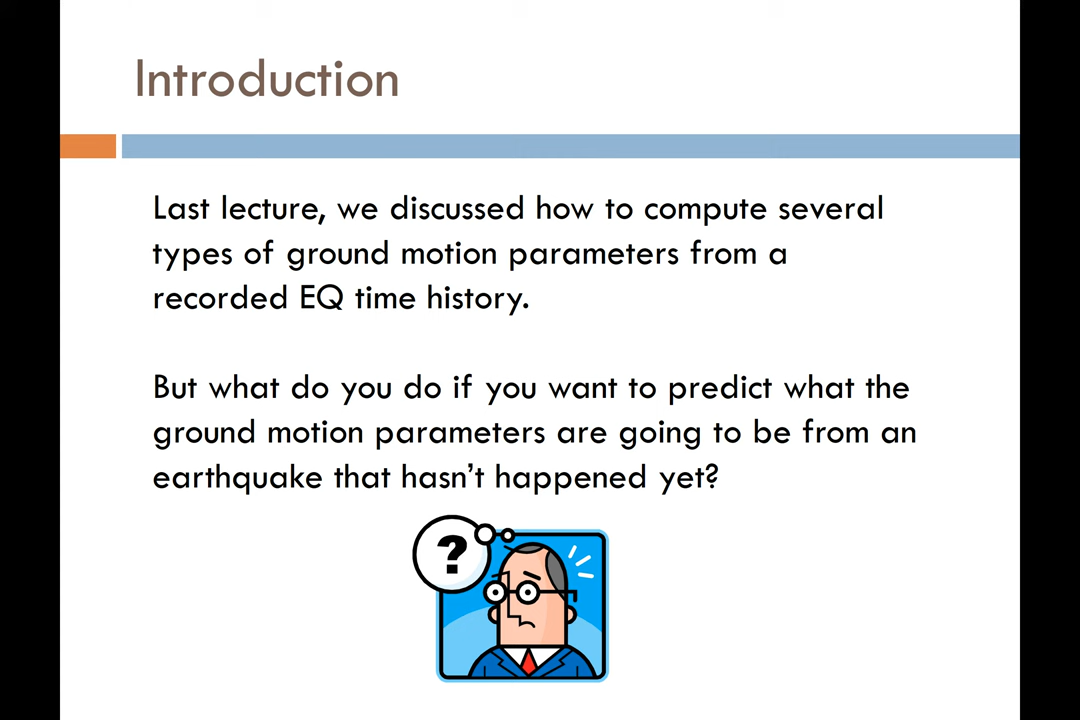 Introduction
Last lecture, we discussed how to compute several
types of ground motion parameters from a
recorded EQ time history.
But what do you do if you want to predict what the
ground motion parameters are going to be from an
earthquake that hasn't happened yet?
?